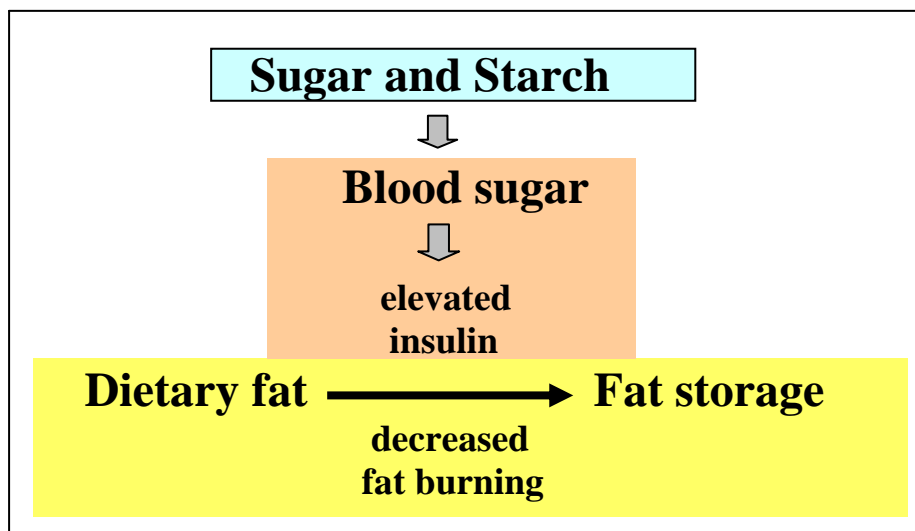 Sugar and Starch
Blood sugar
elevated
insulin
Dietary fat
Fat storage
decreased
fat burning